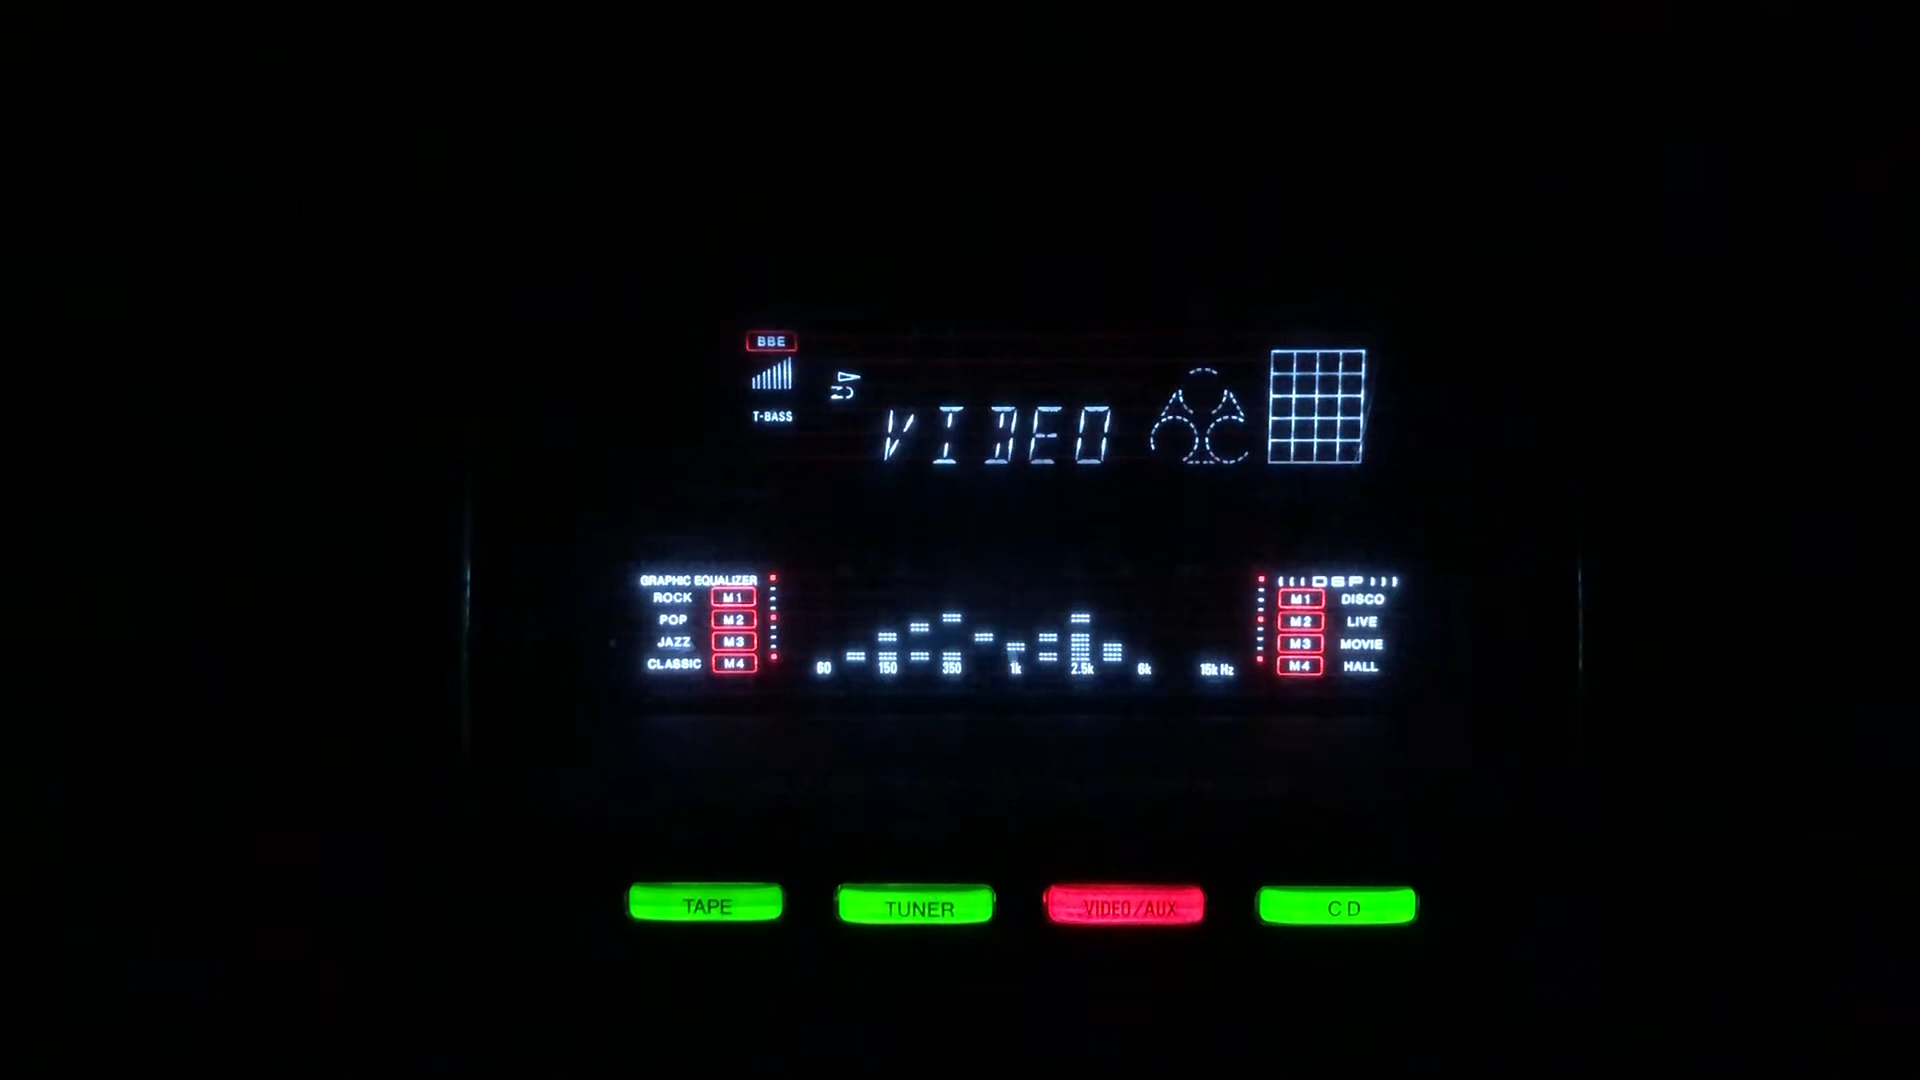 BBE
T-BASS
VIDEO
GRAPHIC EQUALIZER
ROCK M1
POP M2
JAZZ M3
CLASSIC M4
60 150 350 1k 2.5k 6k 15k Hz
DSP
M1 DISCO
M2 LIVE
M3 MOVIE
M4 HALL
TAPE TUNER VIDEO/AUX CD